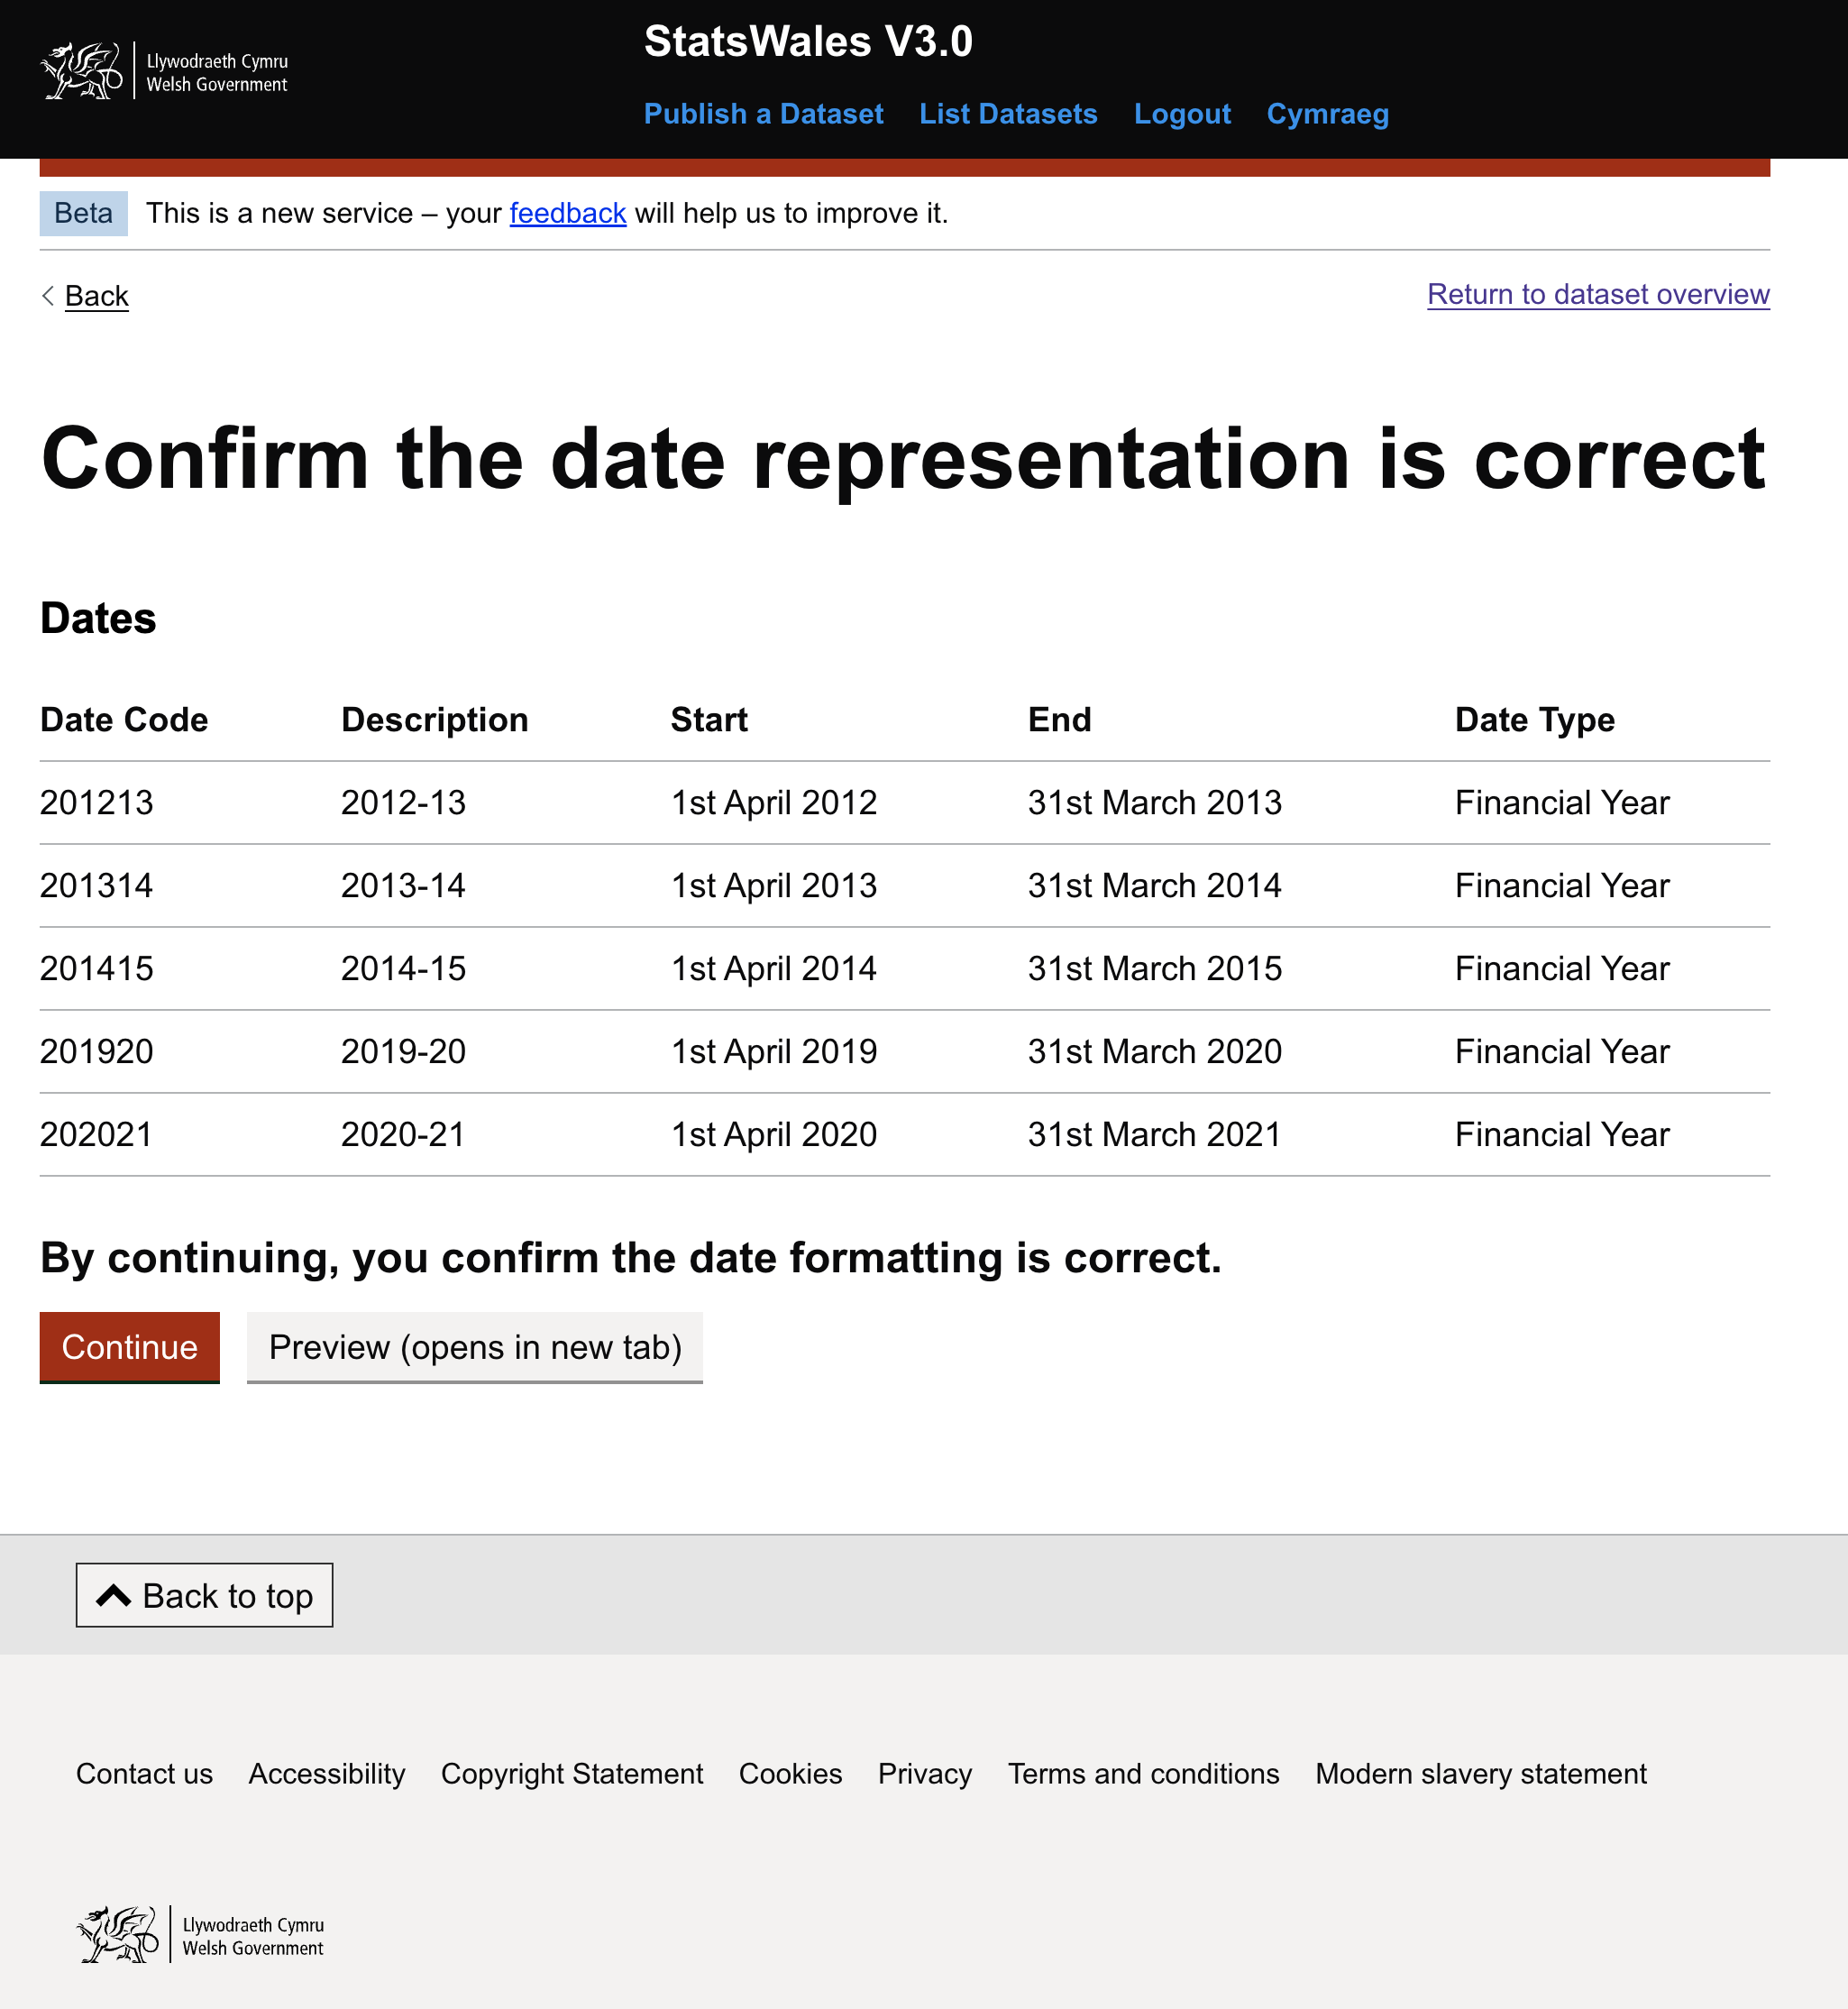 Llywodraeth Cymru
Welsh Government
StatsWales V3.0
Publish a Dataset List Datasets Logout Cymraeg
Beta This is a new service – your feedback will help us to improve it.
Back Return to dataset overview
Confirm the date representation is correct
Dates
Date Code Description Start End Date Type
201213 2012-13 1st April 2012 31st March 2013 Financial Year
201314 2013-14 1st April 2013 31st March 2014 Financial Year
201415 2014-15 1st April 2014 31st March 2015 Financial Year
201920 2019-20 1st April 2019 31st March 2020 Financial Year
202021 2020-21 1st April 2020 31st March 2021 Financial Year
By continuing, you confirm the date formatting is correct.
Continue Preview (opens in new tab)
Back to top
Contact us Accessibility Copyright Statement Cookies Privacy Terms and conditions Modern slavery statement
Llywodraeth Cymru
Welsh Government